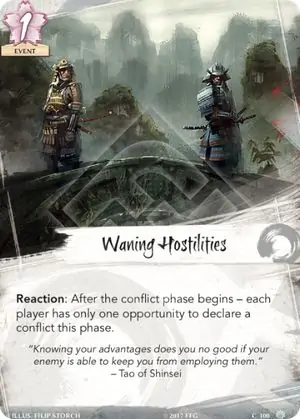 1
EVENT
Waning Hostilities
Reaction: After the conflict phase begins – each
player has only one opportunity to declare a
conflict this phase.
"Knowing your advantages does you no good if your
enemy is able to keep you from employing them."
– Tao of Shinsei
ILLUS. FILIP STORCH
© 2017 FFG
C 100